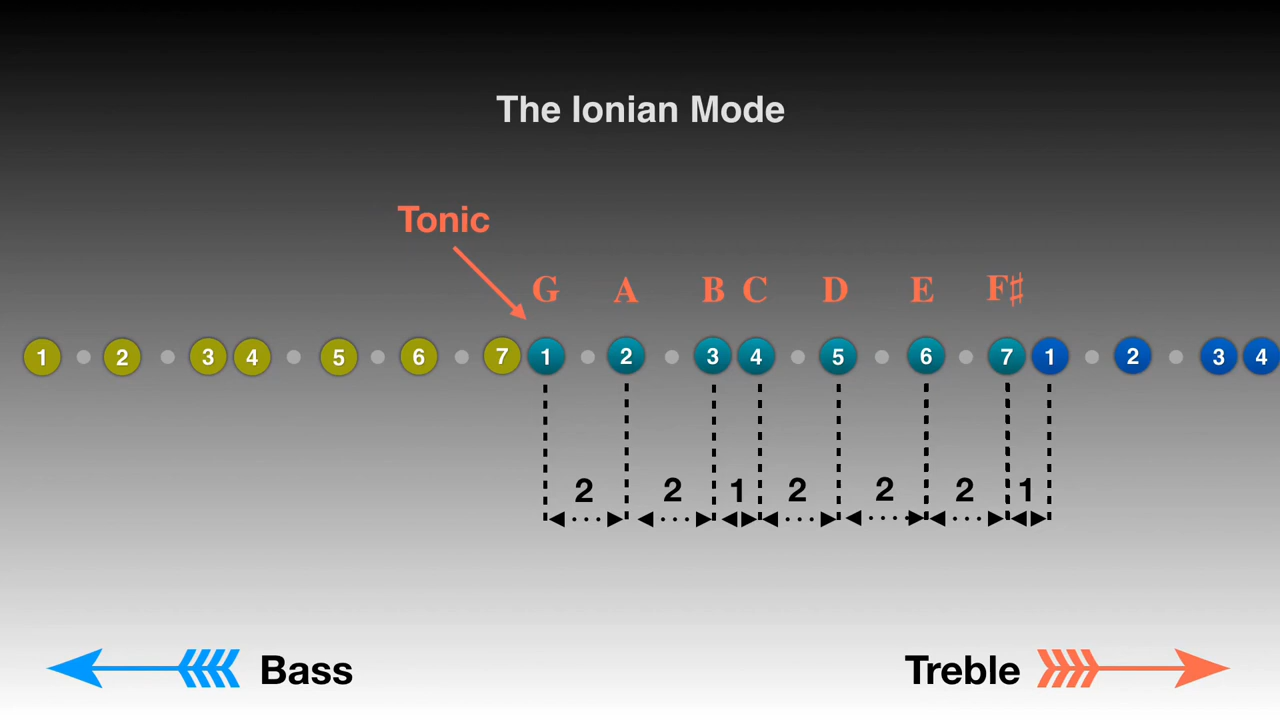 The Ionian Mode
Tonic
G A B C D E F♯
1 2 3 4 5 6 7 1 2 3 4 5 6 7 1 2 3 4
2 2 1 2 2 2 1
Bass Treble